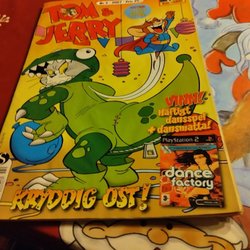 TOM &
JERRY
VINN!
Häftigt
dansspel
+ dansmatta!
PlayStation 2
dance
factory
KRYDDIG OST!